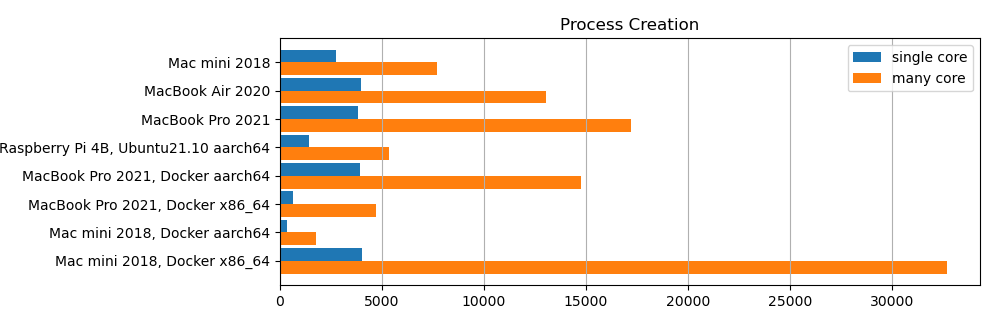 Process Creation
single core
many core
Mac mini 2018
MacBook Air 2020
MacBook Pro 2021
Raspberry Pi 4B, Ubuntu21.10 aarch64
MacBook Pro 2021, Docker aarch64
MacBook Pro 2021, Docker x86_64
Mac mini 2018, Docker aarch64
Mac mini 2018, Docker x86_64
0 5000 10000 15000 20000 25000 30000